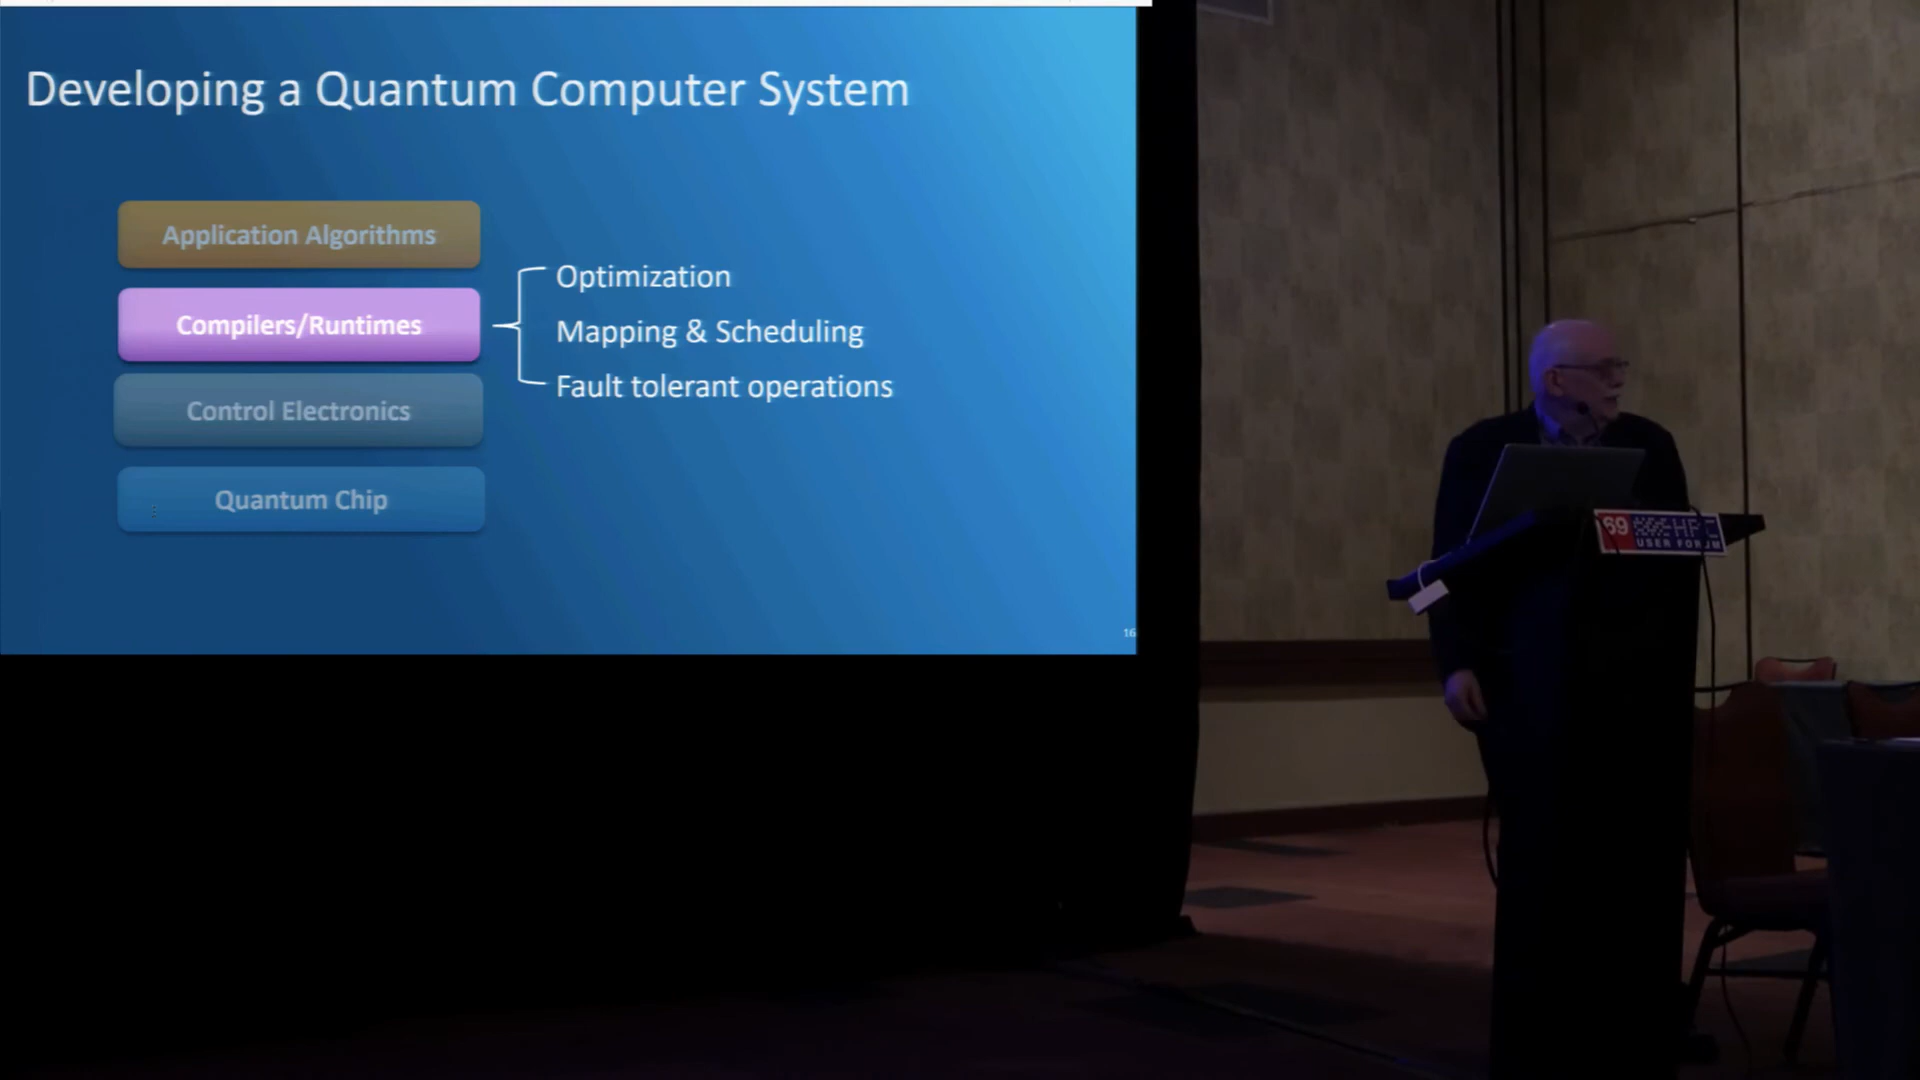 Developing a Quantum Computer System
Application Algorithms
Compilers/Runtimes
Control Electronics
Quantum Chip
Optimization
Mapping & Scheduling
Fault tolerant operations
16
69 HPC
USER FORUM